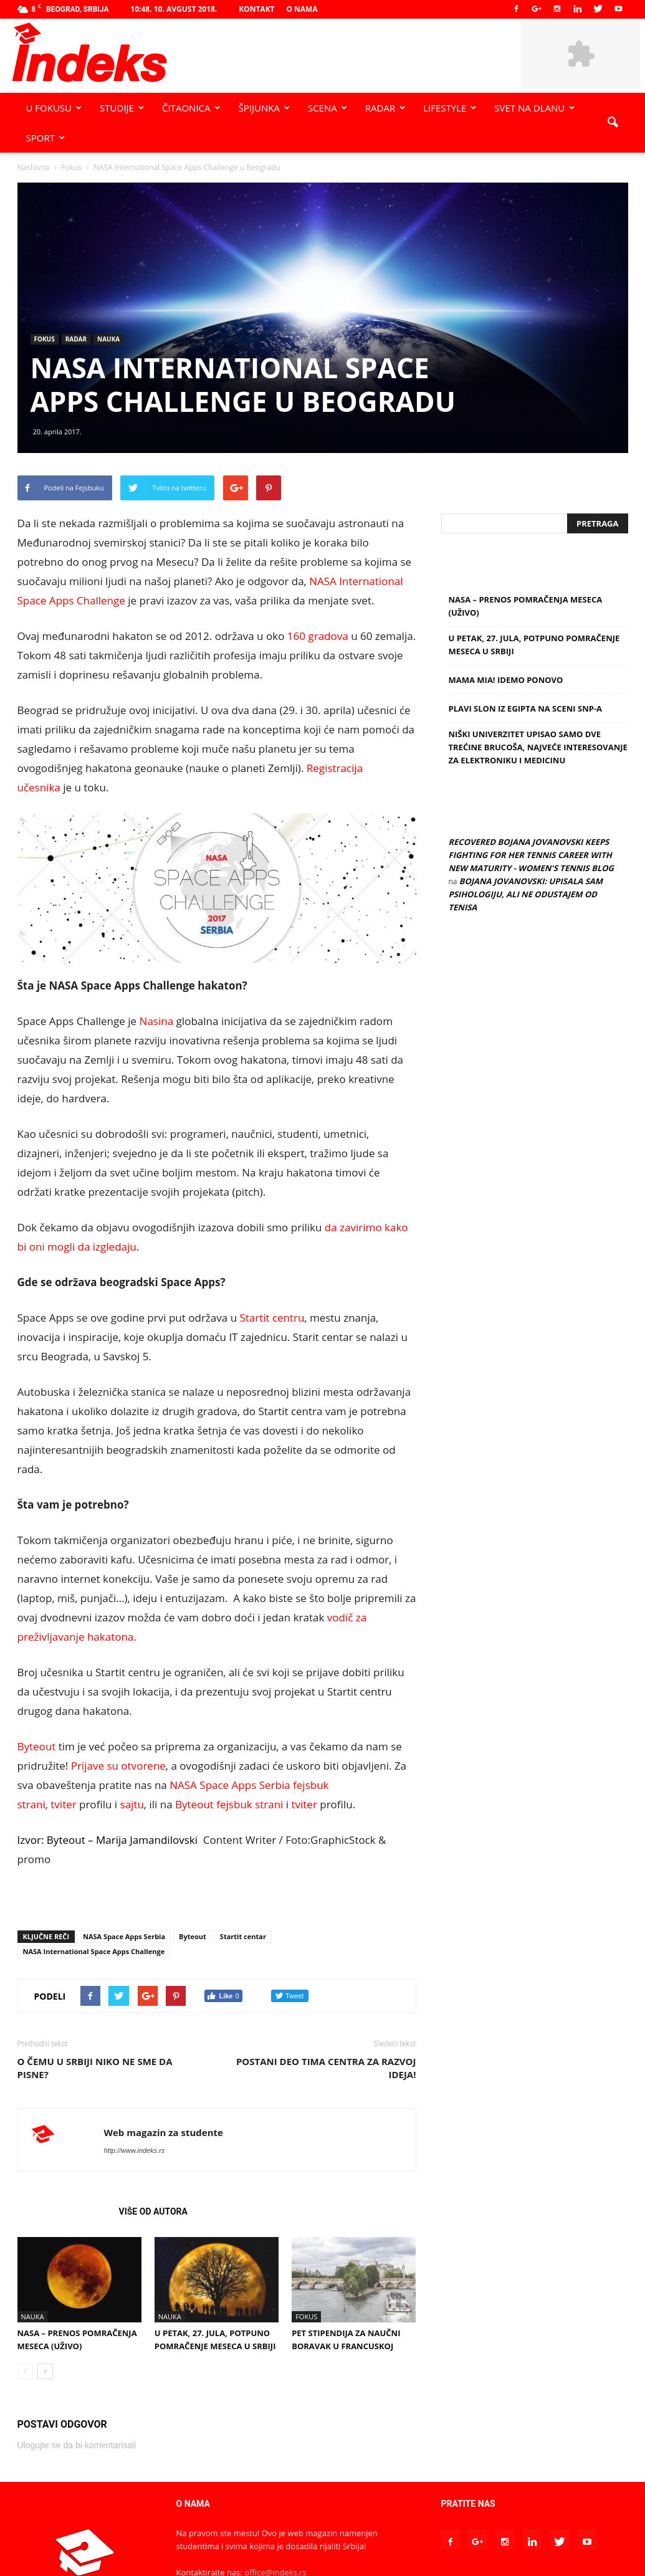 8 C BEOGRAD, SRBIJA 10:48. 10. AVGUST 2018. KONTAKT O NAMA
indeks
U FOKUSU STUDIJE ČITAONICA ŠPIJUNKA SCENA RADAR LIFESTYLE SVET NA DLANU
SPORT
Naslovna › Fokus › NASA International Space Apps Challenge u Beogradu
FOKUS RADAR NAUKA
NASA INTERNATIONAL SPACE
APPS CHALLENGE U BEOGRADU
20. aprila 2017.
Podeli na Fejsbuku Tvitni na twitteru
Da li ste nekada razmišljali o problemima sa kojima se suočavaju astronauti na
Međunarodnoj svemirskoj stanici? Da li ste se pitali koliko je kiseonika bilo
potrebno do onog prvog na Mesecu? Da li želite da rešite probleme sa kojima se
suočavaju milioni ljudi na našoj planeti? Ako je odgovor da, NASA International
Space Apps Challenge je pravi izazov za vas, vaša prilika da menjate svet.
Ovaj međunarodni hakaton se od 2012. održava u oko 160 gradova u 60 zemalja.
Tokom 48 sati takmičenja ljudi različitih profesija imaju priliku da ostvare svoje
zamisli i doprinesu rešavanju globalnih problema.
Beograd se pridružuje ovoj inicijativi. U ova dva dana (29. i 30. aprila) učesnici će
imati priliku da zajedničkim snagama rade na konceptima koji će nam pomoći da
sagledamo i rešavamo probleme koji muče našu planetu jer su tema
ovogodišnjeg hakatona geonauke (nauke o planeti Zemlji). Registracija
učesnika je u toku.
NASA
SPACE APPS
CHALLENGE
2017
SERBIA
Šta je NASA Space Apps Challenge hakaton?
Space Apps Challenge je Nasina globalna inicijativa da se zajedničkim radom
učesnika širom planete razviju inovativna rešenja problema sa kojima se ljudi
suočavaju na Zemlji i u svemiru. Tokom ovog hakatona, timovi imaju 48 sati da
razviju svoj projekat. Rešenja mogu biti bilo šta od aplikacije, preko kreativne
ideje, do hardvera.
Kao učesnici su dobrodošli svi: programeri, naučnici, studenti, umetnici,
dizajneri, inženjeri; svejedno je da li ste početnik ili ekspert, tražimo ljude sa
idejom i željom da svet učine boljim mestom. Na kraju hakatona timovi će
održati kratke prezentacije svojih projekata (pitch).
Dok čekamo da objavu ovogodišnjih izazova dobili smo priliku da zavirimo kako
bi oni mogli da izgledaju.
Gde se održava beogradski Space Apps?
Space Apps se ove godine prvi put održava u Startit centru, mestu znanja,
inovacija i inspiracije, koje okuplja domaću IT zajednicu. Starit centar se nalazi u
srcu Beograda, u Savskoj 5.
Autobuska i železnička stanica se nalaze u neposrednoj blizini mesta održavanja
hakatona i ukoliko dolazite iz drugih gradova, do Startit centra vam je potrebna
samo kratka šetnja. Još jedna kratka šetnja će vas dovesti i do nekoliko
najinteresantnijih beogradskih znamenitosti kada poželite da se odmorite od
rada.
Šta vam je potrebno?
Tokom takmičenja organizatori obezbeđuju hranu i piće, i ne brinite, sigurno
nećemo zaboraviti kafu. Učesnicima će imati posebna mesta za rad i odmor, i
naravno internet konekciju. Vaše je samo da ponesete svoju opremu za rad
(laptop, miš, punjači...), ideju i entuzijazam.  A kako biste se što bolje pripremili za
ovaj dvodnevni izazov možda će vam dobro doći i jedan kratak vodič za
preživljavanje hakatona.
Broj učesnika u Startit centru je ograničen, ali će svi koji se prijave dobiti priliku
da učestvuju i sa svojih lokacija, i da prezentuju svoj projekat u Startit centru
drugog dana hakatona.
Byteout tim je već počeo sa priprema za organizaciju, a vas čekamo da nam se
pridružite! Prijave su otvorene, a ovogodišnji zadaci će uskoro biti objavljeni. Za
sva obaveštenja pratite nas na NASA Space Apps Serbia fejsbuk
strani, tviter profilu i sajtu, ili na Byteout fejsbuk strani i tviter profilu.
Izvor: Byteout – Marija Jamandilovski  Content Writer / Foto:GraphicStock &
promo
KLJUČNE REČI NASA Space Apps Serbia Byteout Startit centar
NASA International Space Apps Challenge
PODELI Like 0 Tweet
Prethodni tekst
O ČEMU U SRBIJI NIKO NE SME DA
PISNE?
Sledeći tekst
POSTANI DEO TIMA CENTRA ZA RAZVOJ
IDEJA!
Web magazin za studente
http://www.indeks.rs
VIŠE OD AUTORA
NAUKA
NASA – PRENOS POMRAČENJA
MESECA (UŽIVO)
NAUKA
U PETAK, 27. JULA, POTPUNO
POMRAČENJE MESECA U SRBIJI
FOKUS
PET STIPENDIJA ZA NAUČNI
BORAVAK U FRANCUSKOJ
POSTAVI ODGOVOR
Ulogujte se da bi komentarisali
PRETRAGA
NASA – PRENOS POMRAČENJA MESECA
(UŽIVO)
U PETAK, 27. JULA, POTPUNO POMRAČENJE
MESECA U SRBIJI
MAMA MIA! IDEMO PONOVO
PLAVI SLON IZ EGIPTA NA SCENI SNP-A
NIŠKI UNIVERZITET UPISAO SAMO DVE
TREĆINE BRUCOŠA, NAJVEĆE INTERESOVANJE
ZA ELEKTRONIKU I MEDICINU
RECOVERED BOJANA JOVANOVSKI KEEPS
FIGHTING FOR HER TENNIS CAREER WITH
NEW MATURITY - WOMEN'S TENNIS BLOG
na BOJANA JOVANOVSKI: UPISALA SAM
PSIHOLOGIJU, ALI NE ODUSTAJEM OD
TENISA
O NAMA
Na pravom ste mestu! Ovo je web magazin namenjen
studentima i svima kojima je dosadila rijaliti Srbija!
Kontaktirajte nas: office@indeks.rs
PRATITE NAS